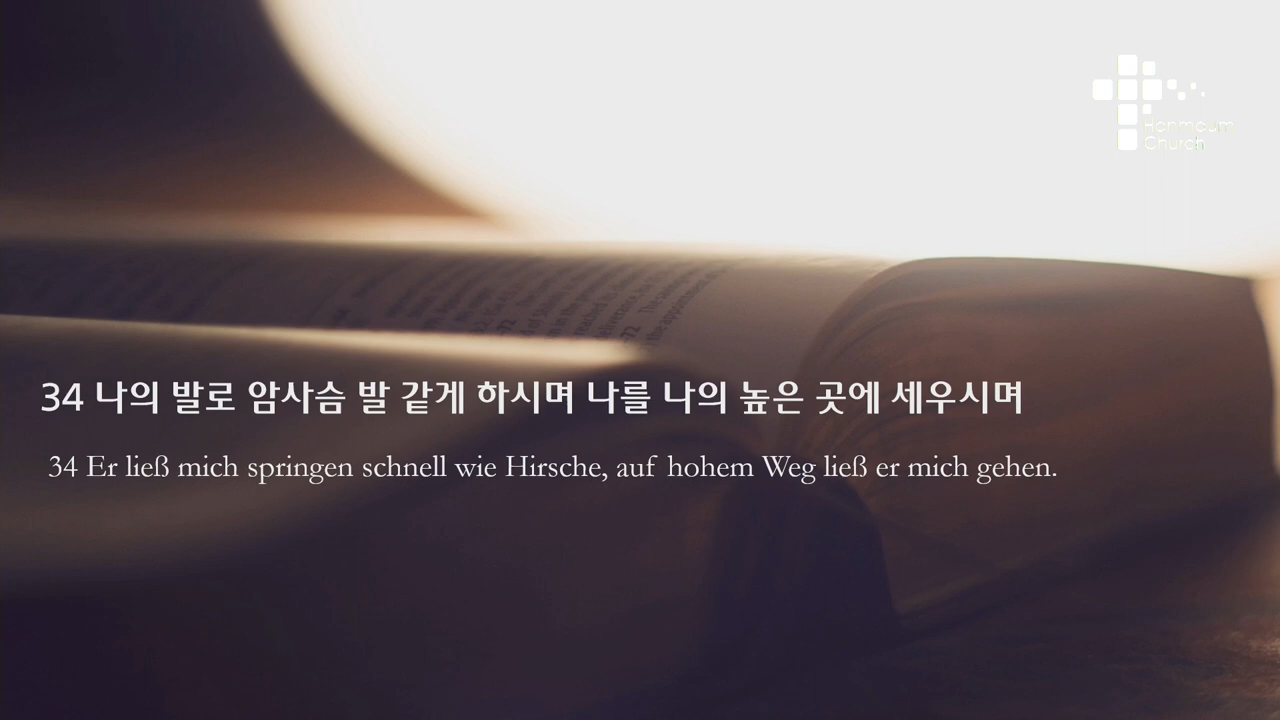 Hanmaum
Church
34 나의 발로 암사슴 발 같게 하시며 나를 나의 높은 곳에 세우시며
34 Er ließ mich springen schnell wie Hirsche, auf hohem Weg ließ er mich gehen.